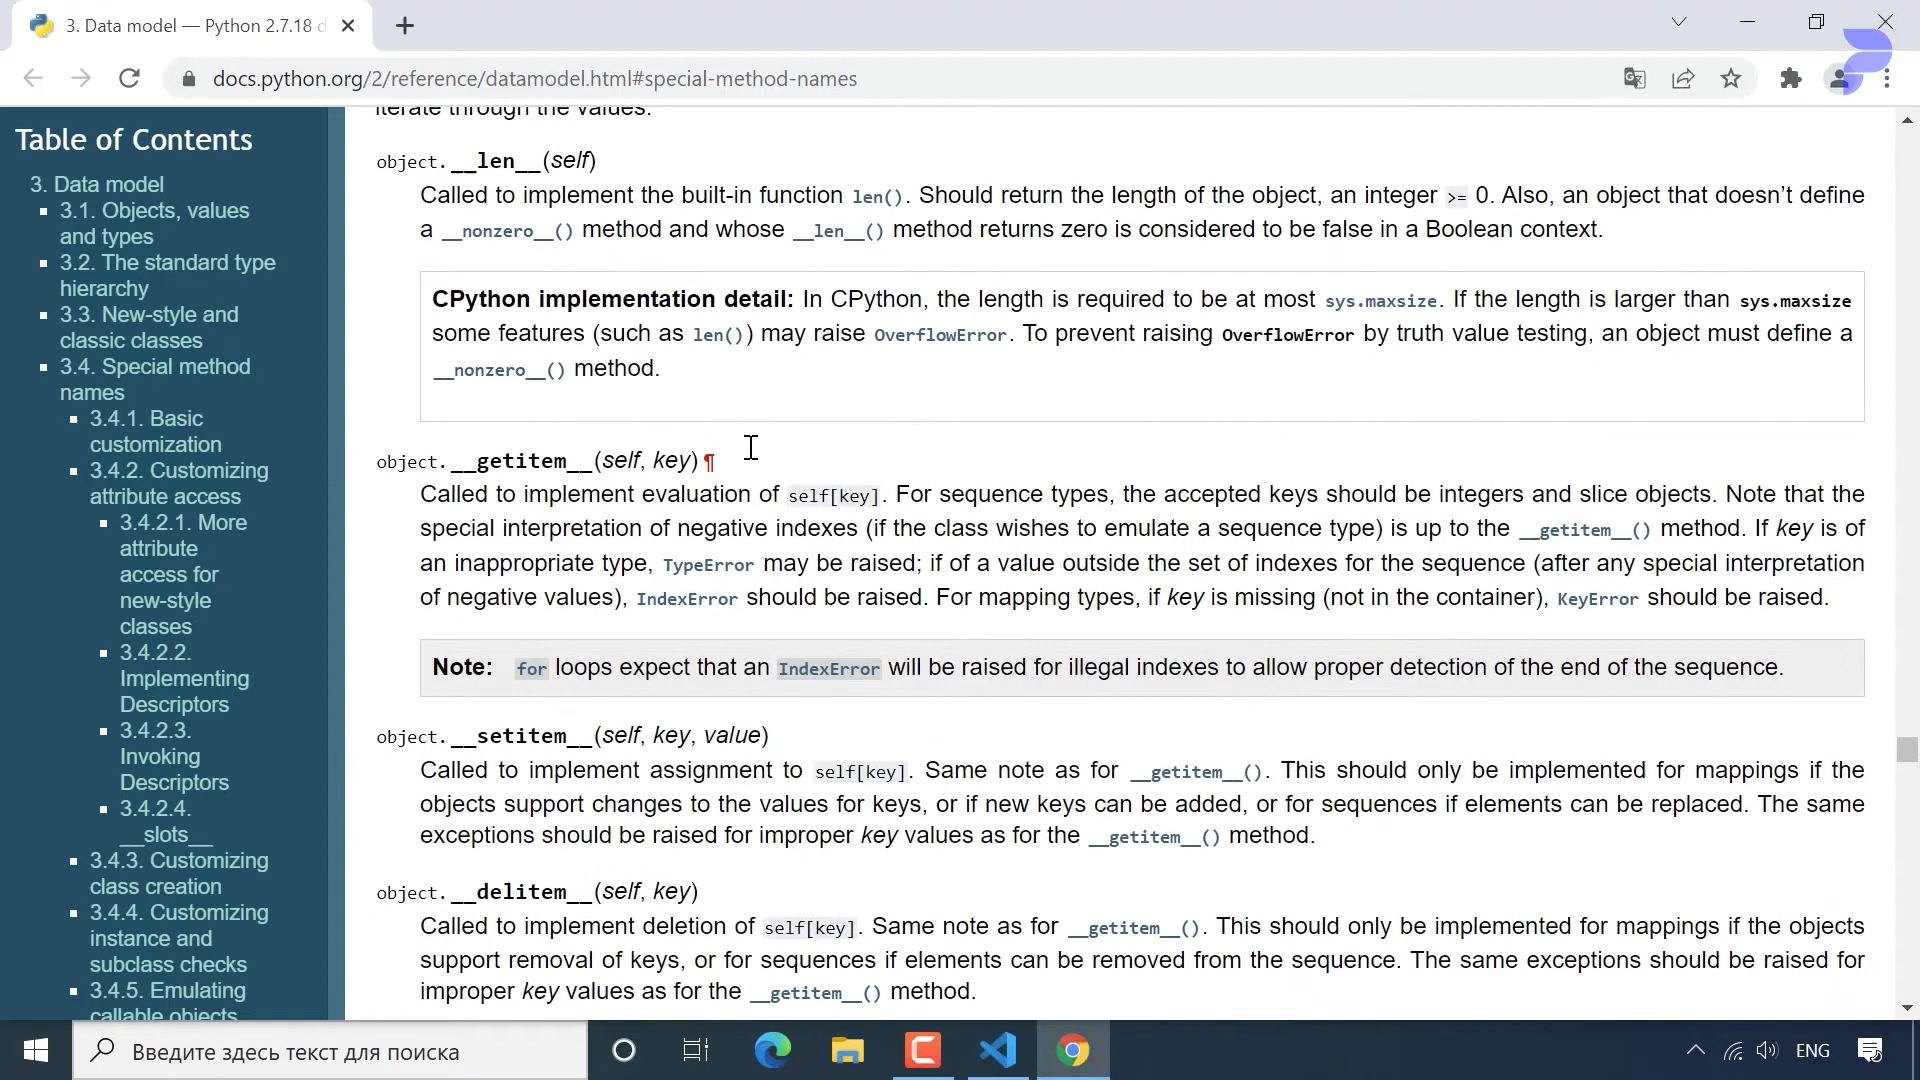 3. Data model — Python 2.7.18 d
docs.python.org/2/reference/datamodel.html#special-method-names
Table of Contents
3. Data model
3.1. Objects, values
and types
3.2. The standard type
hierarchy
3.3. New-style and
classic classes
3.4. Special method
names
3.4.1. Basic
customization
3.4.2. Customizing
attribute access
3.4.2.1. More
attribute
access for
new-style
classes
3.4.2.2.
Implementing
Descriptors
3.4.2.3.
Invoking
Descriptors
3.4.2.4.
__slots__
3.4.3. Customizing
class creation
3.4.4. Customizing
instance and
subclass checks
3.4.5. Emulating
callable objects
iterate through the values.
object.__len__(self)
Called to implement the built-in function len(). Should return the length of the object, an integer >= 0. Also, an object that doesn’t define
a __nonzero__() method and whose __len__() method returns zero is considered to be false in a Boolean context.
CPython implementation detail: In CPython, the length is required to be at most sys.maxsize. If the length is larger than sys.maxsize
some features (such as len()) may raise OverflowError. To prevent raising OverflowError by truth value testing, an object must define a
__nonzero__() method.
object.__getitem__(self, key)¶
Called to implement evaluation of self[key]. For sequence types, the accepted keys should be integers and slice objects. Note that the
special interpretation of negative indexes (if the class wishes to emulate a sequence type) is up to the __getitem__() method. If key is of
an inappropriate type, TypeError may be raised; if of a value outside the set of indexes for the sequence (after any special interpretation
of negative values), IndexError should be raised. For mapping types, if key is missing (not in the container), KeyError should be raised.
Note: for loops expect that an IndexError will be raised for illegal indexes to allow proper detection of the end of the sequence.
object.__setitem__(self, key, value)
Called to implement assignment to self[key]. Same note as for __getitem__(). This should only be implemented for mappings if the
objects support changes to the values for keys, or if new keys can be added, or for sequences if elements can be replaced. The same
exceptions should be raised for improper key values as for the __getitem__() method.
object.__delitem__(self, key)
Called to implement deletion of self[key]. Same note as for __getitem__(). This should only be implemented for mappings if the objects
support removal of keys, or for sequences if elements can be removed from the sequence. The same exceptions should be raised for
improper key values as for the __getitem__() method.
Введите здесь текст для поиска
ENG